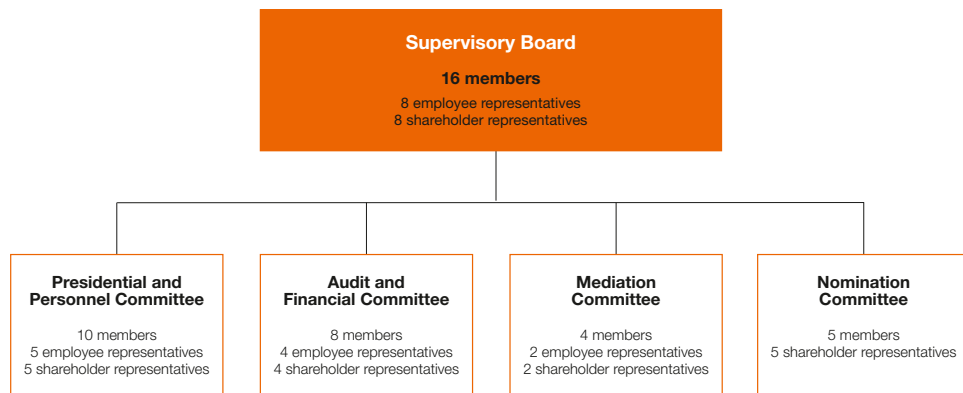 Supervisory Board
16 members
8 employee representatives
8 shareholder representatives
Presidential and
Personnel Committee
10 members
5 employee representatives
5 shareholder representatives
Audit and
Financial Committee
8 members
4 employee representatives
4 shareholder representatives
Mediation
Committee
4 members
2 employee representatives
2 shareholder representatives
Nomination
Committee
5 members
5 shareholder representatives